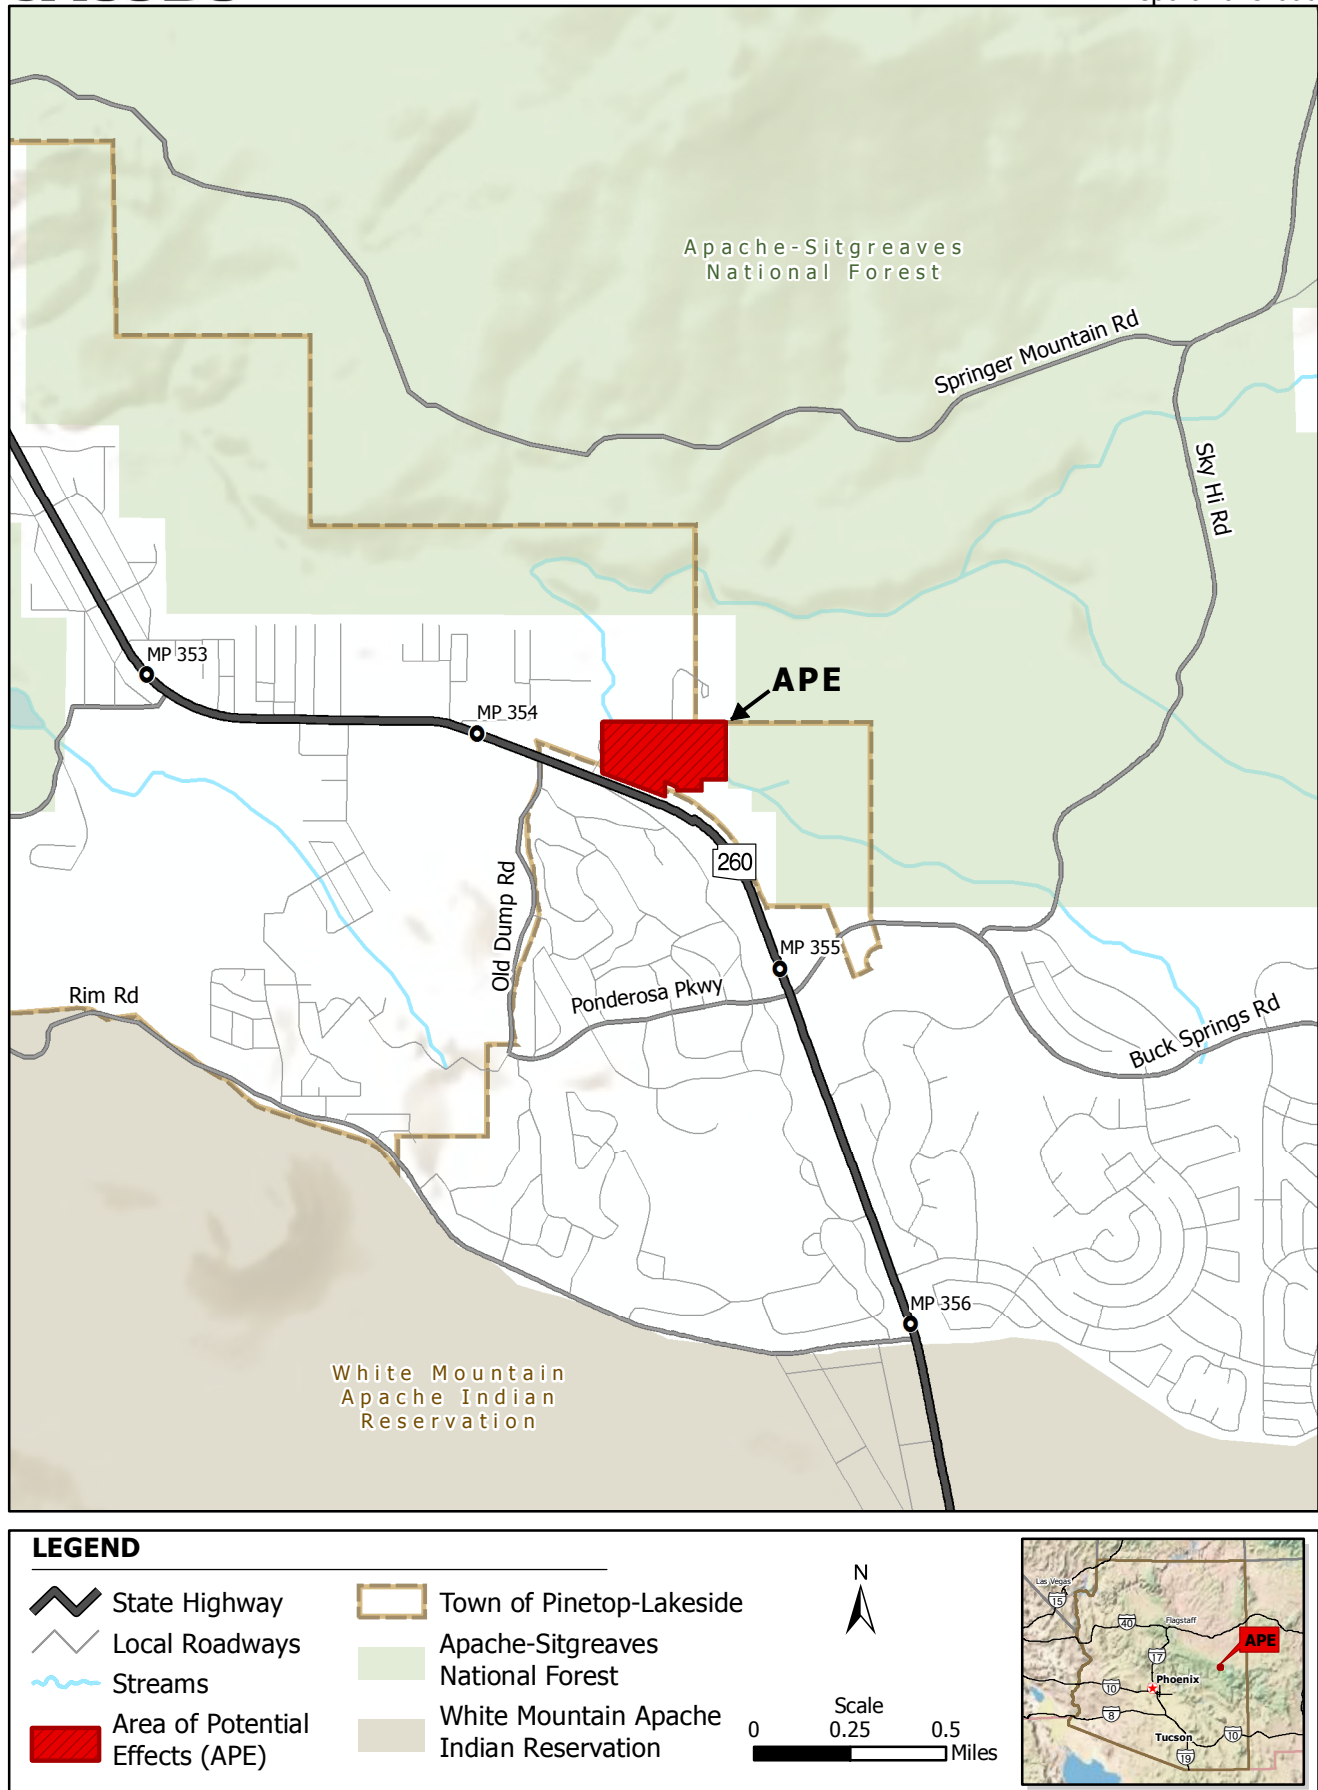 Apache-Sitgreaves
National Forest
Springer Mountain Rd
Sky Hi Rd
MP 353
MP 354
APE
260
Old Dump Rd
MP 355
Ponderosa Pkwy
Rim Rd
Buck Springs Rd
MP 356
White Mountain
Apache Indian
Reservation
LEGEND
State Highway
Local Roadways
Streams
Area of Potential
Effects (APE)
Town of Pinetop-Lakeside
Apache-Sitgreaves
National Forest
White Mountain Apache
Indian Reservation
N
Scale
0 0.25 0.5
Miles
Las Vegas
15
40
Flagstaff
17
APE
Phoenix
10
8
Tucson
10
19